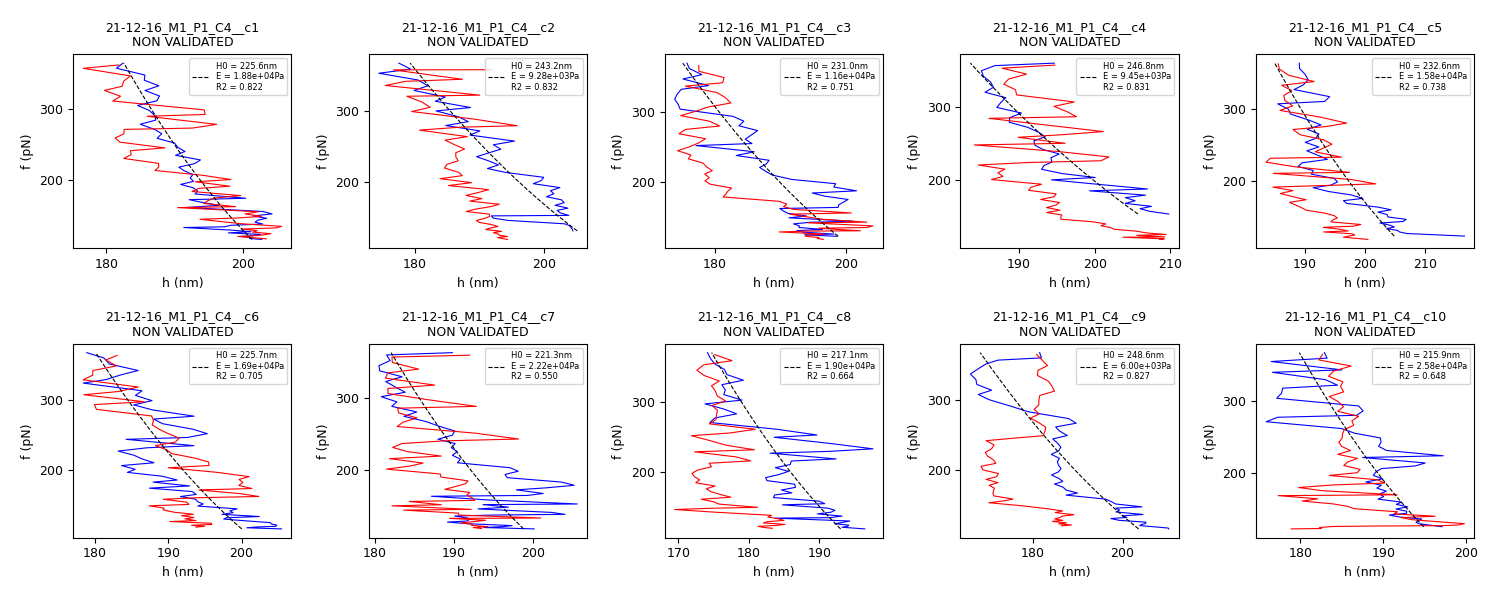 21-12-16_M1_P1_C4__c1
NON VALIDATED
H0 = 225.6nm
E = 1.88e+04Pa
R2 = 0.822
f (pN)
300
200
180
200
h (nm)
21-12-16_M1_P1_C4__c2
NON VALIDATED
H0 = 243.2nm
E = 9.28e+03Pa
R2 = 0.832
f (pN)
300
200
180
200
h (nm)
21-12-16_M1_P1_C4__c3
NON VALIDATED
H0 = 231.0nm
E = 1.16e+04Pa
R2 = 0.751
f (pN)
300
200
180
200
h (nm)
21-12-16_M1_P1_C4__c4
NON VALIDATED
H0 = 246.8nm
E = 9.45e+03Pa
R2 = 0.831
f (pN)
300
200
190
200
210
h (nm)
21-12-16_M1_P1_C4__c5
NON VALIDATED
H0 = 232.6nm
E = 1.58e+04Pa
R2 = 0.738
f (pN)
300
200
190
200
210
h (nm)
21-12-16_M1_P1_C4__c6
NON VALIDATED
H0 = 225.7nm
E = 1.69e+04Pa
R2 = 0.705
f (pN)
300
200
180
190
200
h (nm)
21-12-16_M1_P1_C4__c7
NON VALIDATED
H0 = 221.3nm
E = 2.22e+04Pa
R2 = 0.550
f (pN)
300
200
180
190
200
h (nm)
21-12-16_M1_P1_C4__c8
NON VALIDATED
H0 = 217.1nm
E = 1.90e+04Pa
R2 = 0.664
f (pN)
300
200
170
180
190
h (nm)
21-12-16_M1_P1_C4__c9
NON VALIDATED
H0 = 248.6nm
E = 6.00e+03Pa
R2 = 0.827
f (pN)
300
200
180
200
h (nm)
21-12-16_M1_P1_C4__c10
NON VALIDATED
H0 = 215.9nm
E = 2.58e+04Pa
R2 = 0.648
f (pN)
300
200
180
190
200
h (nm)